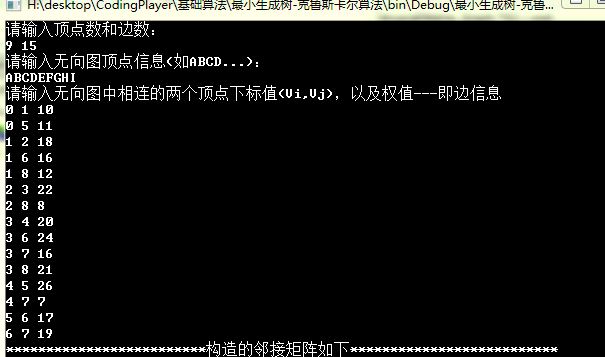 H:\desktop\CodingPlayer\基础算法\最小生成树-克鲁斯卡尔算法\bin\Debug\最小生成树-克鲁...
请输入顶点数和边数:
9 15
请输入无向图顶点信息(如ABCD...):
ABCDEFGHI
请输入无向图中相连的两个顶点下标值(Vi,Vj), 以及权值---即边信息
0 1 10
0 5 11
1 2 18
1 6 16
1 8 12
2 3 22
2 8 8
3 4 20
3 6 24
3 7 16
3 8 21
4 5 26
4 7 7
5 6 17
6 7 19
*************************构造的邻接矩阵如下**************************